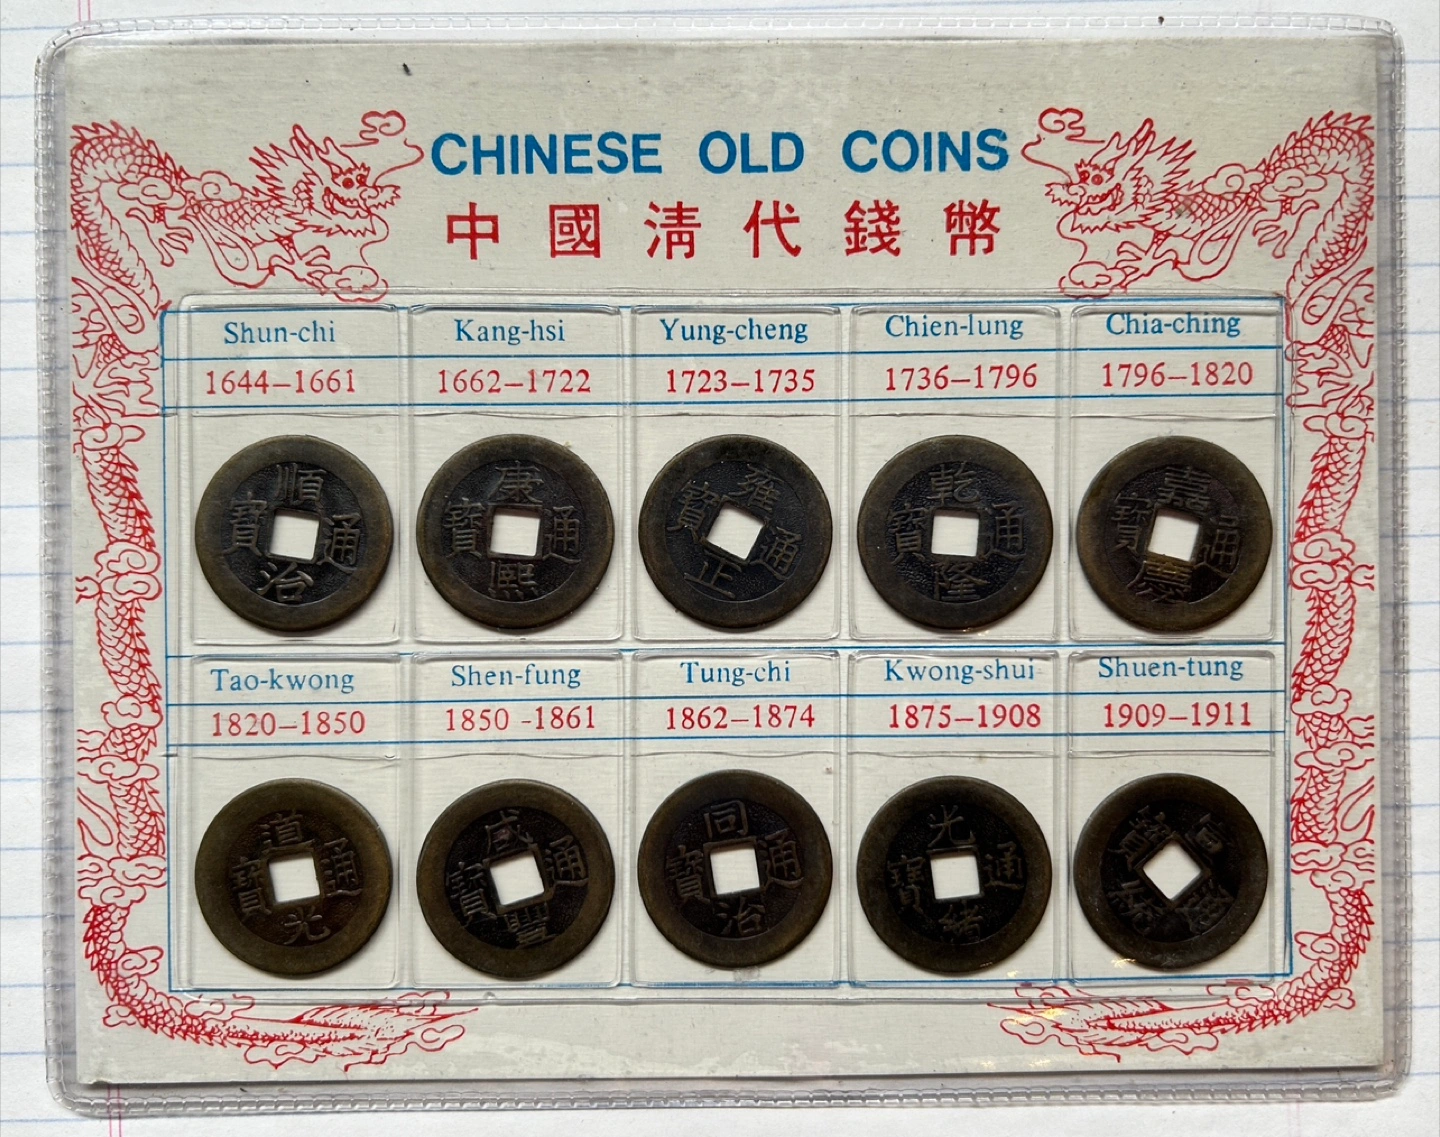 CHINESE OLD COINS
中國清代錢幣
Shun-chi Kang-hsi Yung-cheng Chien-lung Chia-ching
1644–1661 1662–1722 1723–1735 1736–1796 1796–1820
順治通寶 康熙通寶 雍正通寶 乾隆通寶 嘉慶通寶
Tao-kwong Shen-fung Tung-chi Kwong-shui Shuen-tung
1820–1850 1850 -1861 1862–1874 1875–1908 1909–1911
道光通寶 咸豐通寶 同治通寶 光緒通寶 宣統通寶